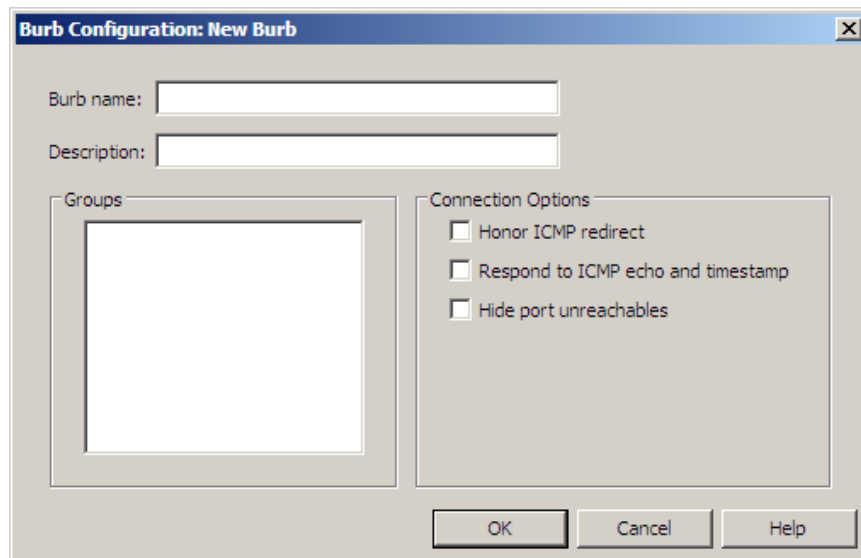 Burb Configuration: New Burb
Burb name:
Description:
Groups
Connection Options
Honor ICMP redirect
Respond to ICMP echo and timestamp
Hide port unreachables
OK
Cancel
Help